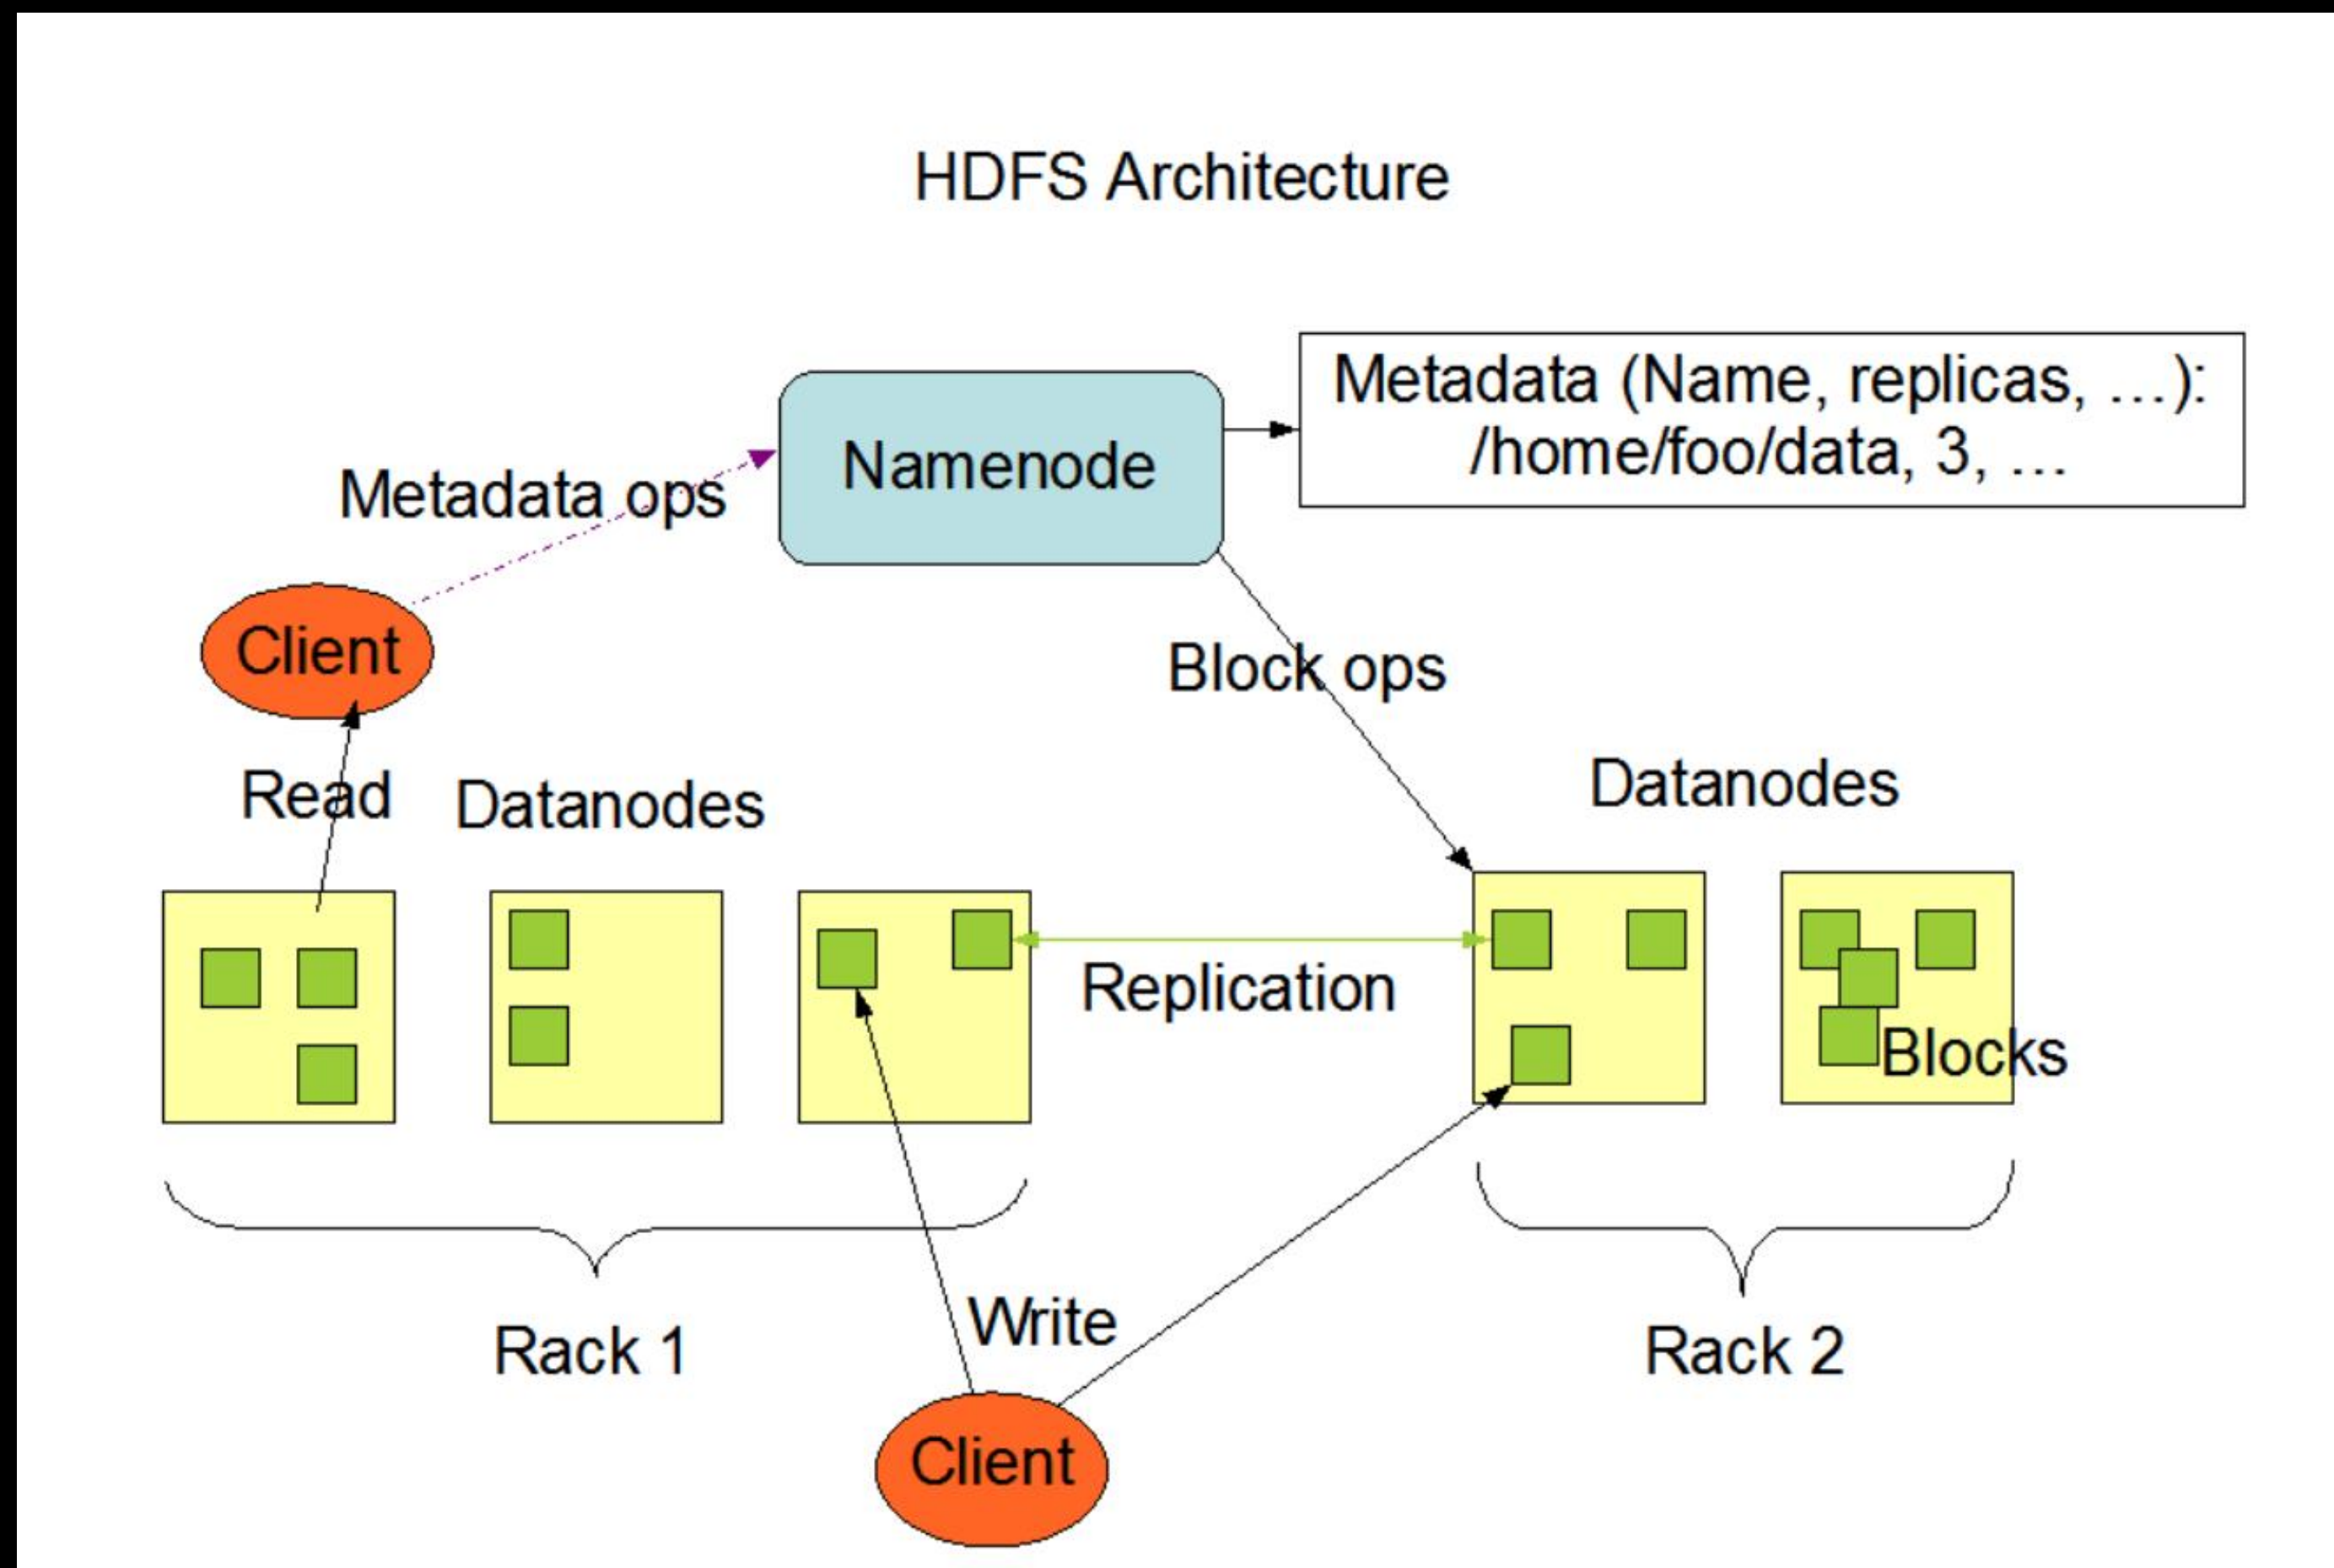 HDFS Architecture
Metadata (Name, replicas, ...):
/home/foo/data, 3, ...
Namenode
Metadata ops
Client
Block ops
Read
Datanodes
Datanodes
Replication
Blocks
Rack 1
Write
Rack 2
Client